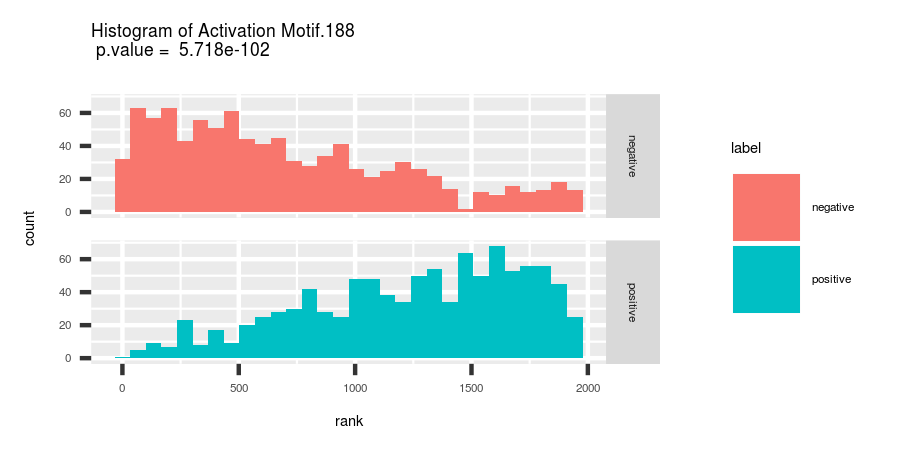 Histogram of Activation Motif.188
p.value =  5.718e-102
60
40
20
0
negative
60
40
20
0
positive
0
500
1000
1500
2000
rank
count
label
negative
positive